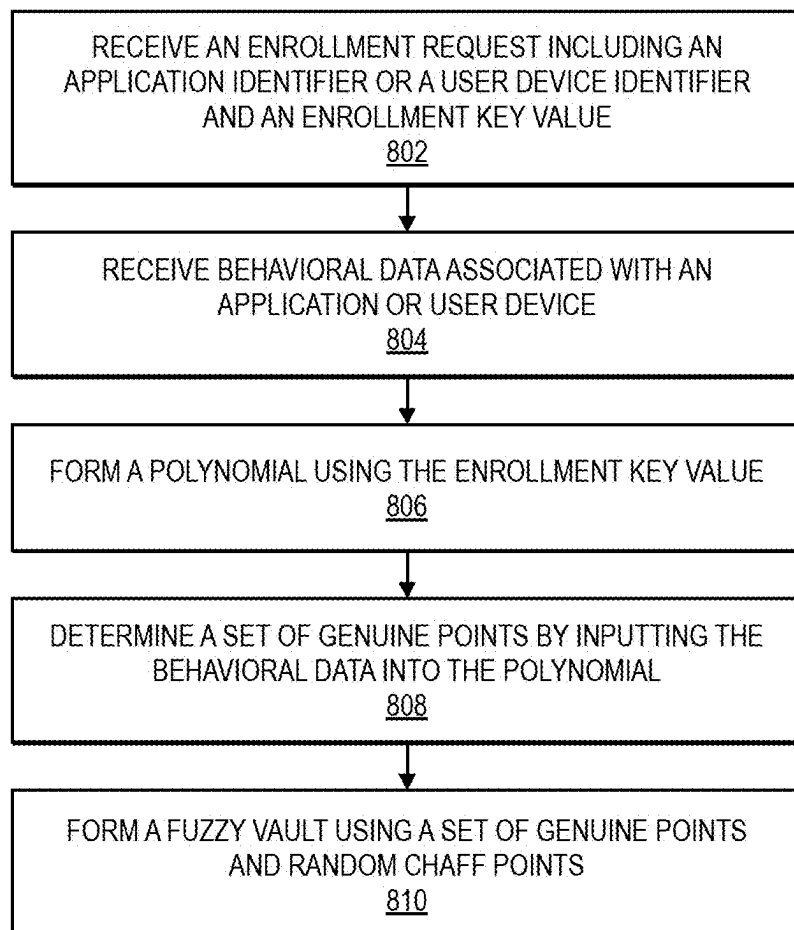 RECEIVE AN ENROLLMENT REQUEST INCLUDING AN
APPLICATION IDENTIFIER OR A USER DEVICE IDENTIFIER
AND AN ENROLLMENT KEY VALUE
802
RECEIVE BEHAVIORAL DATA ASSOCIATED WITH AN
APPLICATION OR USER DEVICE
804
FORM A POLYNOMIAL USING THE ENROLLMENT KEY VALUE
806
DETERMINE A SET OF GENUINE POINTS BY INPUTTING THE
BEHAVIORAL DATA INTO THE POLYNOMIAL
808
FORM A FUZZY VAULT USING A SET OF GENUINE POINTS
AND RANDOM CHAFF POINTS
810